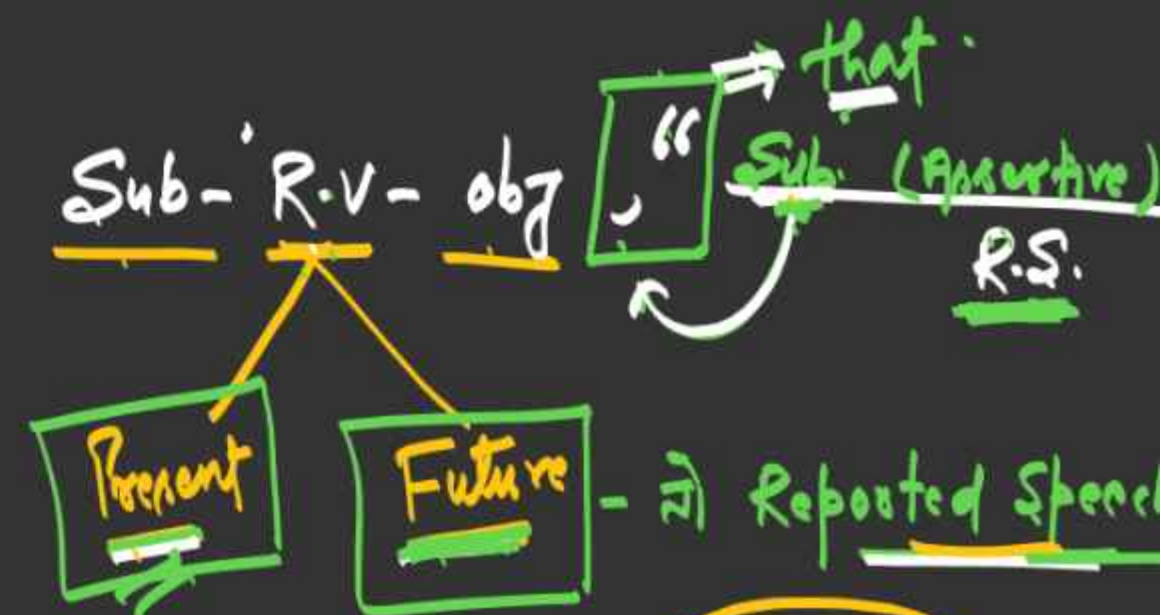 that.
Sub - R.V - obj , “ Sub. (Assertive)
R.S.
Present Future - तो Reported Speech